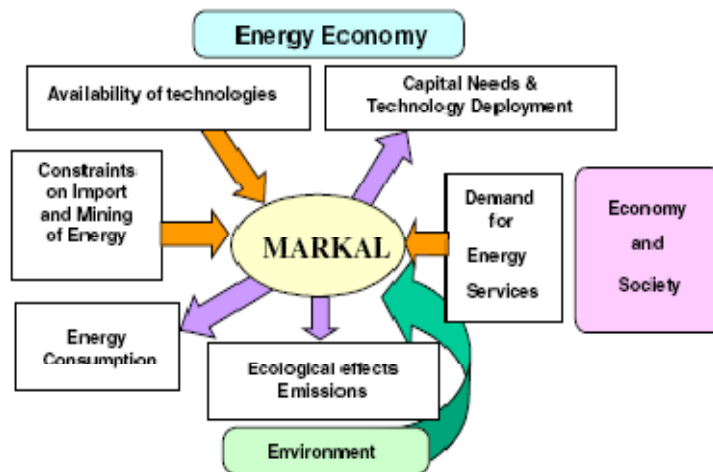 Energy Economy
Availability of technologies
Capital Needs &
Technology Deployment
Constraints
on Import
and Mining
of Energy
MARKAL
Demand
for
Energy
Services
Economy
and
Society
Energy
Consumption
Ecological effects
Emissions
Environment